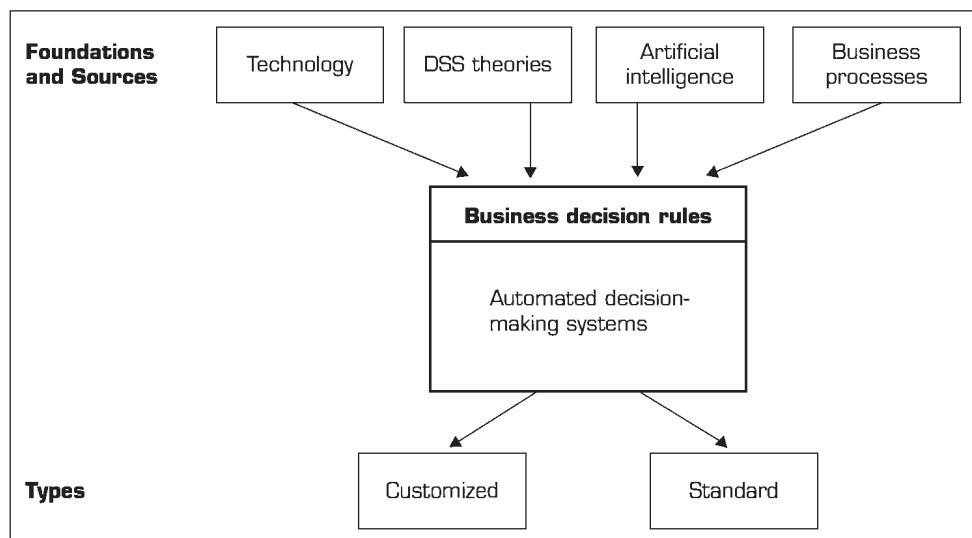 Foundations
and Sources
Technology
DSS theories
Artificial
intelligence
Business
processes
Business decision rules
Automated decision-
making systems
Types
Customized
Standard